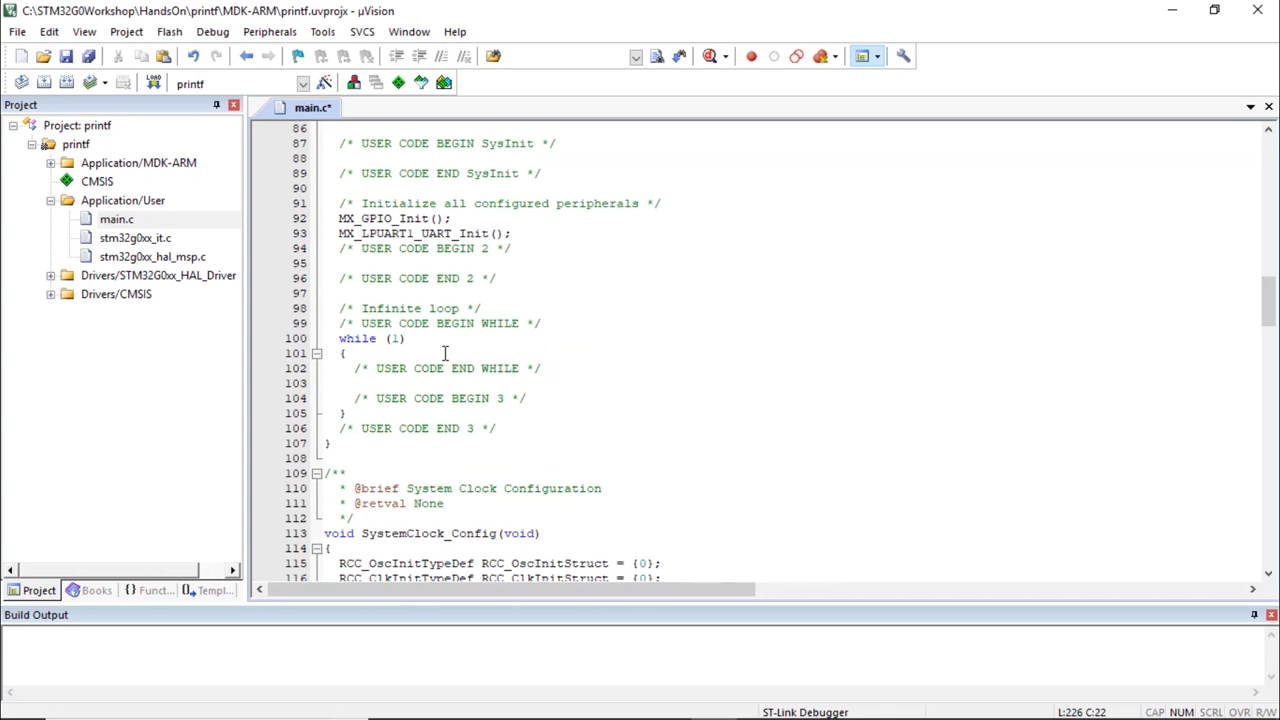 C:\STM32G0Workshop\HandsOn\printf\MDK-ARM\printf.uvprojx - µVision
File Edit View Project Flash Debug Peripherals Tools SVCS Window Help
LOAD printf
Project
main.c*
Project: printf
printf
Application/MDK-ARM
CMSIS
Application/User
main.c
stm32g0xx_it.c
stm32g0xx_hal_msp.c
Drivers/STM32G0xx_HAL_Driver
Drivers/CMSIS
Project Books {} Funct... Templ...
86
87 /* USER CODE BEGIN SysInit */
88
89 /* USER CODE END SysInit */
90
91 /* Initialize all configured peripherals */
92 MX_GPIO_Init();
93 MX_LPUART1_UART_Init();
94 /* USER CODE BEGIN 2 */
95
96 /* USER CODE END 2 */
97
98 /* Infinite loop */
99 /* USER CODE BEGIN WHILE */
100 while (1)
101 {
102 /* USER CODE END WHILE */
103
104 /* USER CODE BEGIN 3 */
105 }
106 /* USER CODE END 3 */
107 }
108
109 /**
110 * @brief System Clock Configuration
111 * @retval None
112 */
113 void SystemClock_Config(void)
114 {
115 RCC_OscInitTypeDef RCC_OscInitStruct = {0};
116 RCC_ClkInitTypeDef RCC_ClkInitStruct = {0};
Build Output
ST-Link Debugger L:226 C:22 CAP NUM SCRL OVR R/W